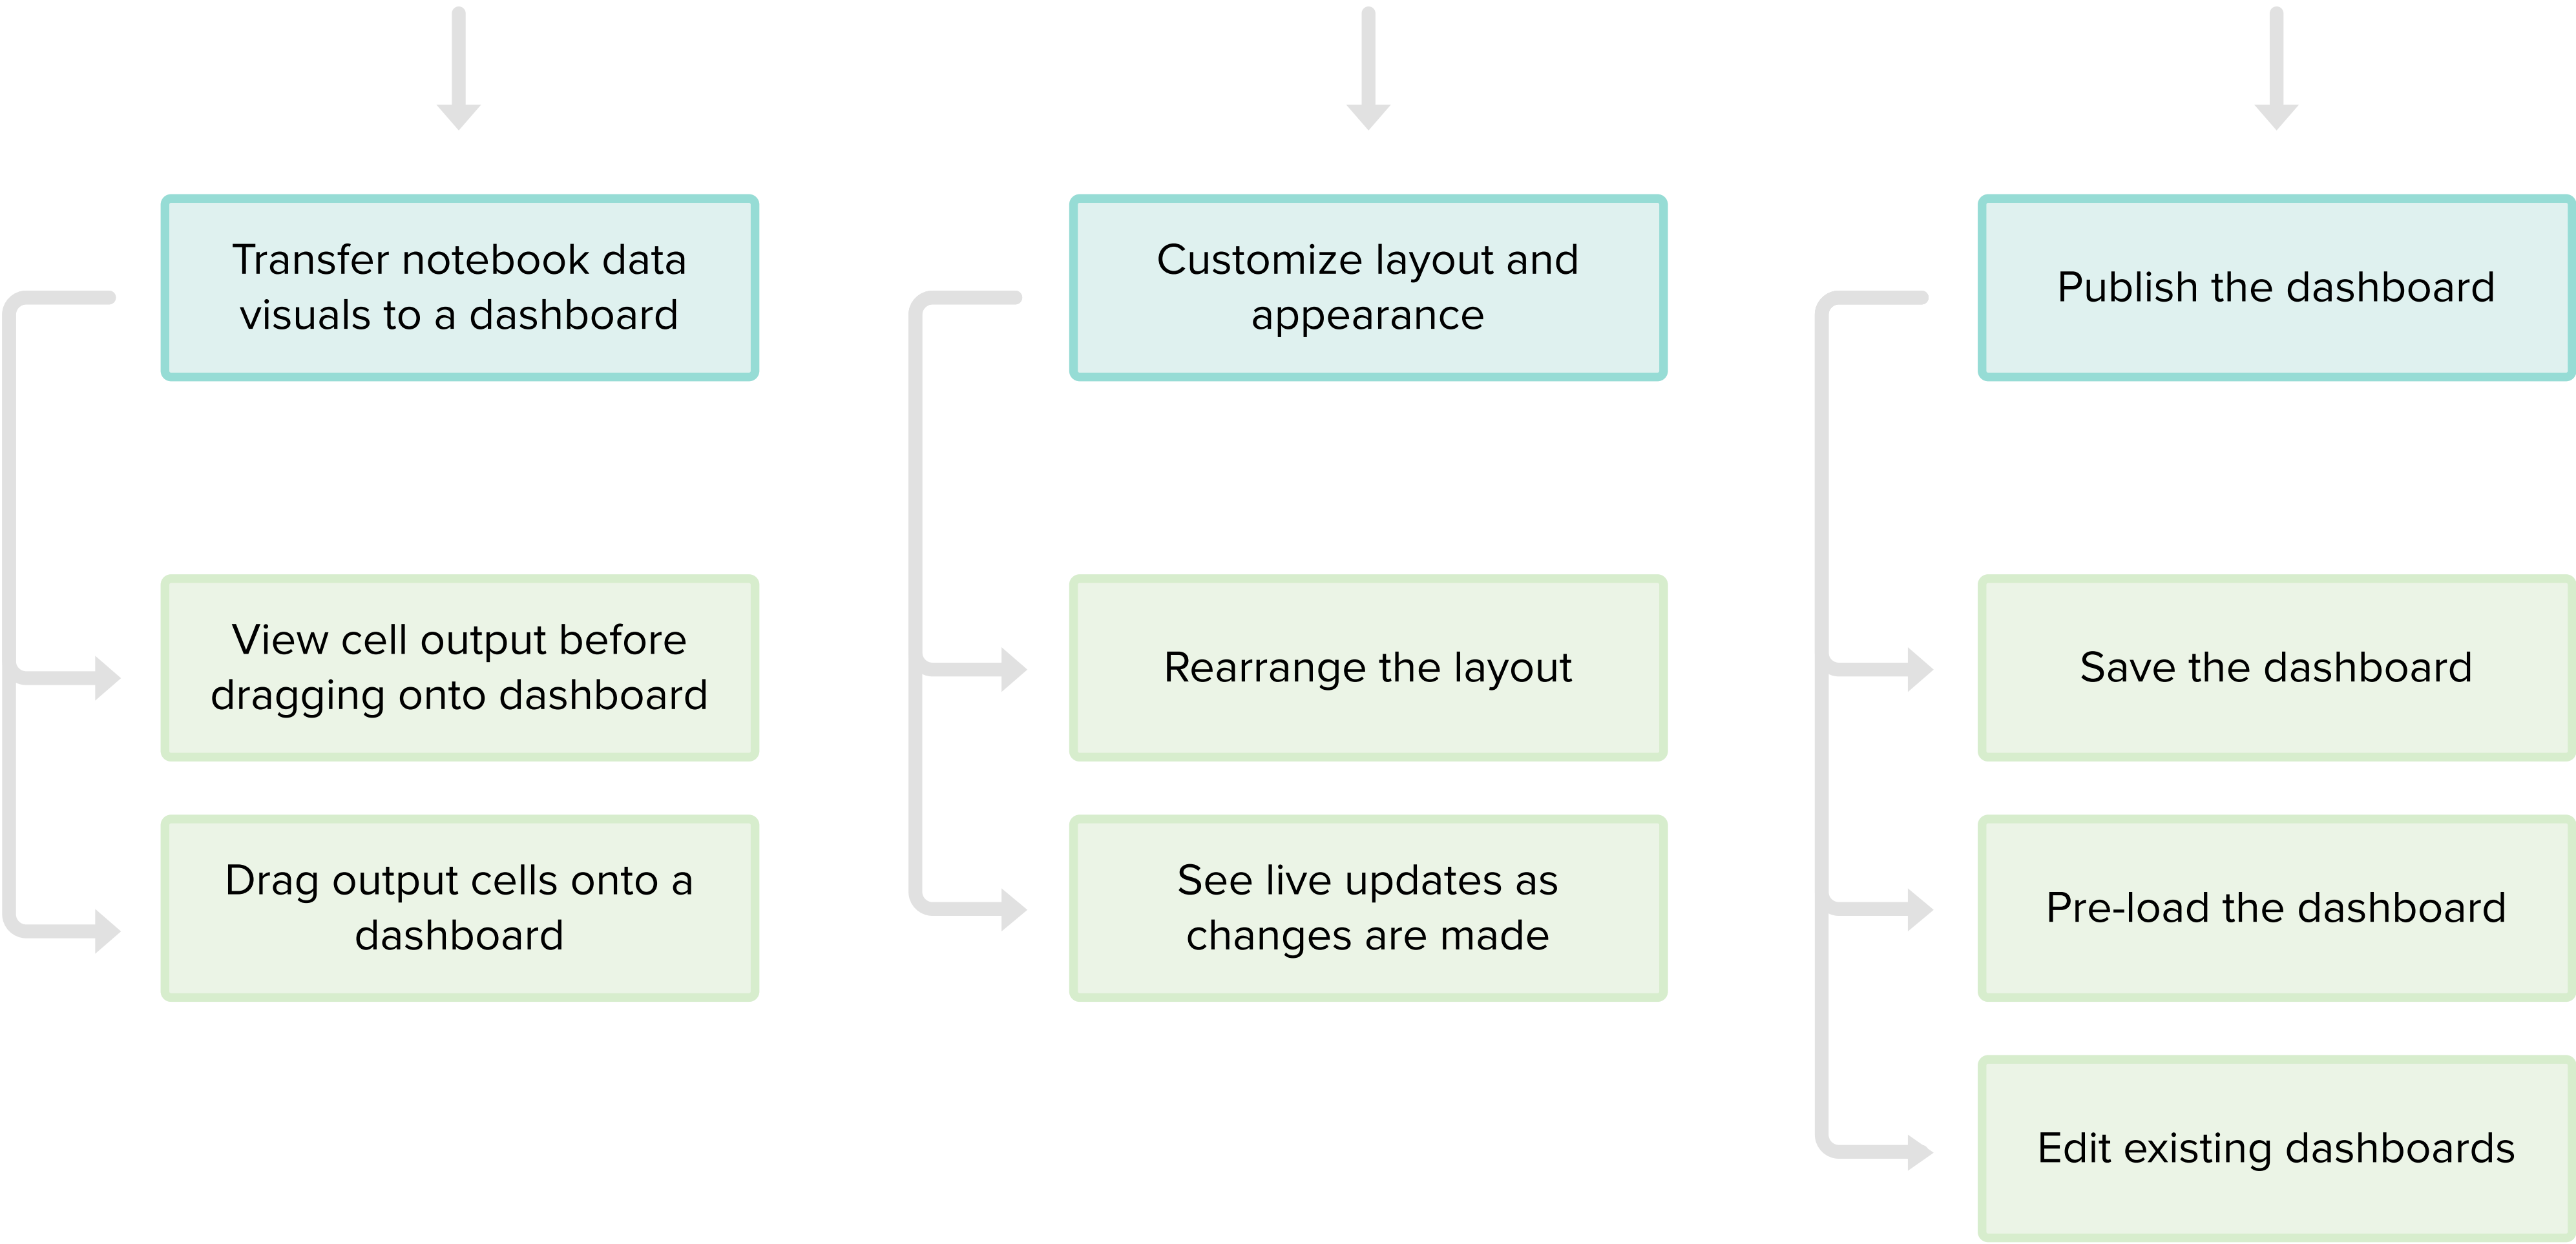 Transfer notebook data
visuals to a dashboard
Customize layout and
appearance
Publish the dashboard
View cell output before
dragging onto dashboard
Rearrange the layout
Save the dashboard
Drag output cells onto a
dashboard
See live updates as
changes are made
Pre-load the dashboard
Edit existing dashboards